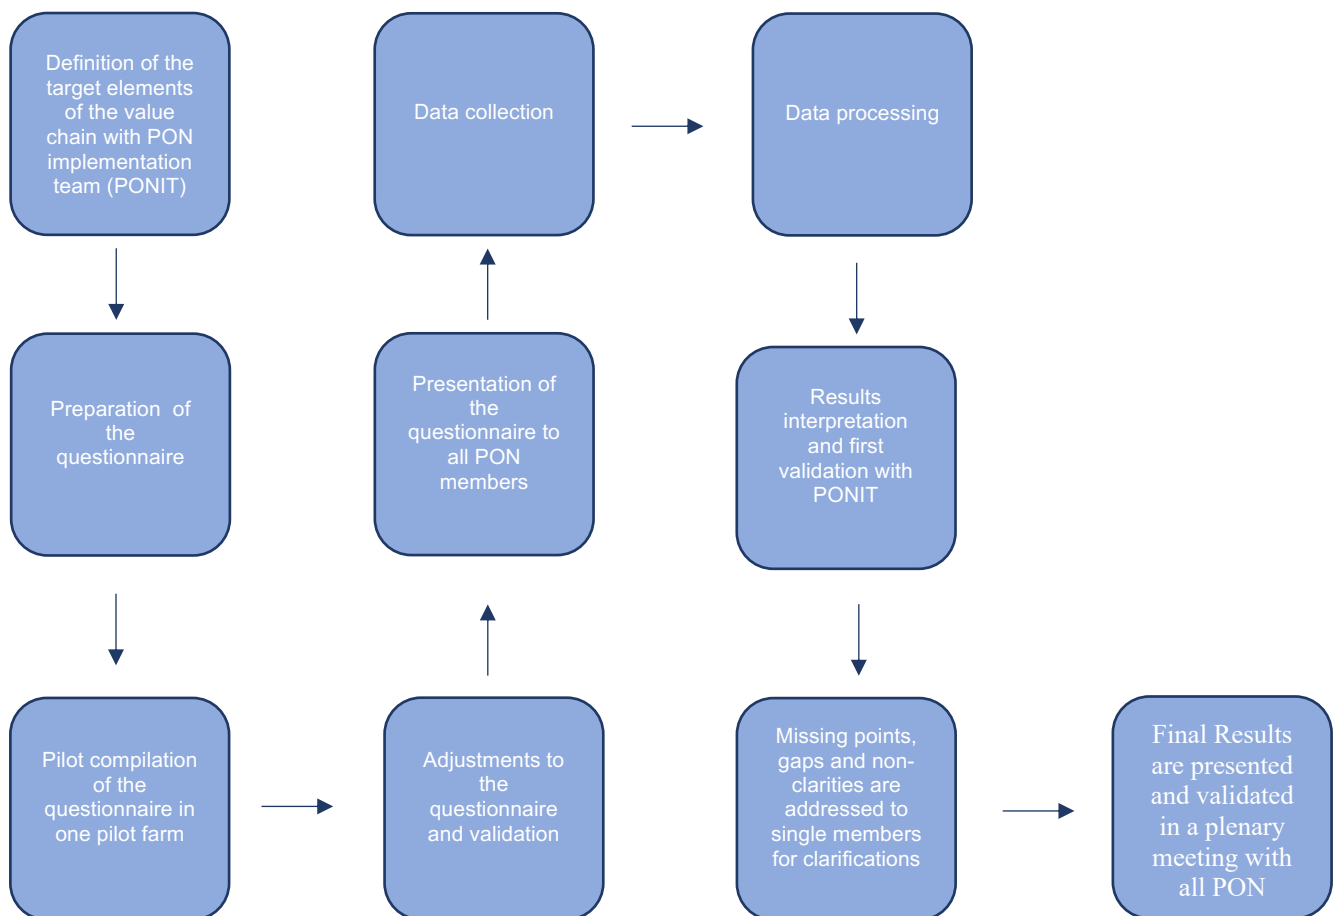 Definition of the
target elements
of the value
chain with PON
implementation
team (PONIT)
Preparation of
the
questionnaire
Pilot compilation
of the
questionnaire in
one pilot farm
Adjustments to
the
questionnaire
and validation
Presentation of
the
questionnaire to
all PON
members
Data collection
Data processing
Results
interpretation
and first
validation with
PONIT
Missing points,
gaps and non-
clarities are
addressed to
single members
for clarifications
Final Results
are presented
and validated
in a plenary
meeting with
all PON